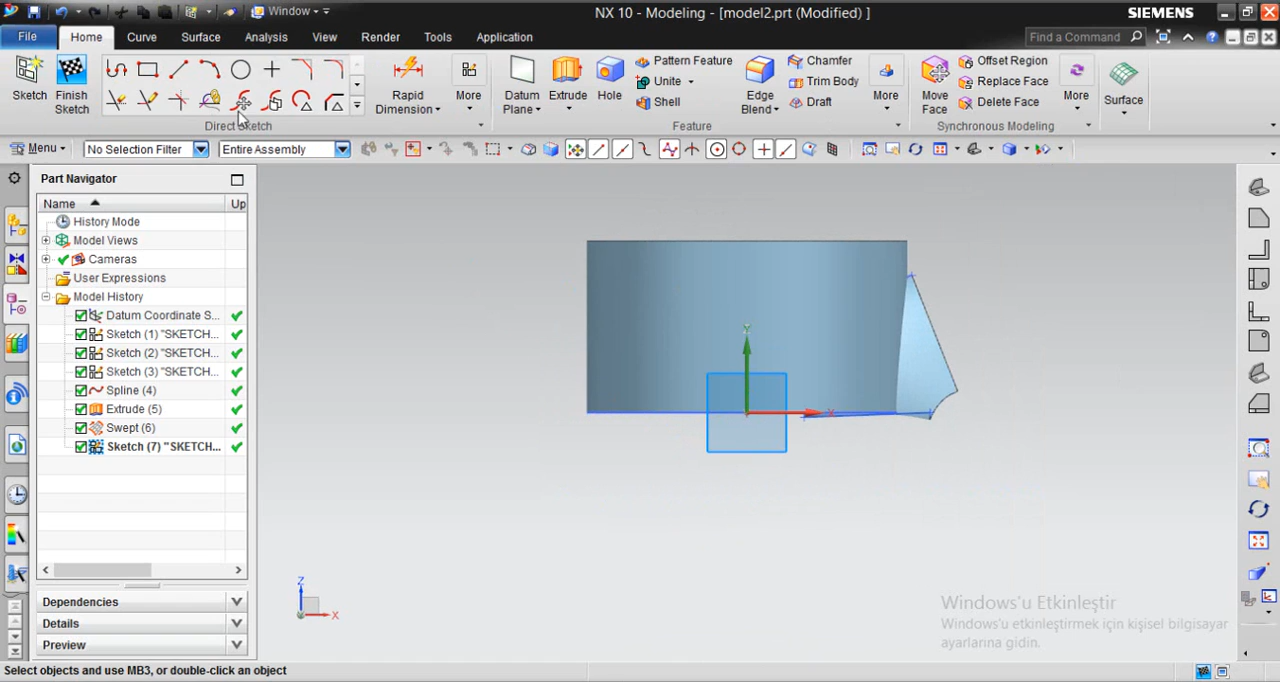 Window
NX 10 - Modeling - [model2.prt (Modified) ]
SIEMENS
File
Home
Curve
Surface
Analysis
View
Render
Tools
Application
Find a Command
Sketch
Finish Sketch
Direct Sketch
Rapid Dimension
More
Datum Plane
Extrude
Hole
Pattern Feature
Unite
Shell
Edge Blend
Chamfer
Trim Body
Draft
More
Feature
Move Face
Offset Region
Replace Face
Delete Face
More
Synchronous Modeling
Surface
Menu
No Selection Filter
Entire Assembly
Part Navigator
Name
Up
History Mode
Model Views
Cameras
User Expressions
Model History
Datum Coordinate S...
Sketch (1) "SKETCH...
Sketch (2) "SKETCH...
Sketch (3) "SKETCH...
Spline (4)
Extrude (5)
Swept (6)
Sketch (7) "SKETCH...
Dependencies
Details
Preview
Y
X
Z
X
Windows'u Etkinleştir
Windows'u etkinleştirmek için kişisel bilgisayar
ayarlarına gidin.
Select objects and use MB3, or double-click an object